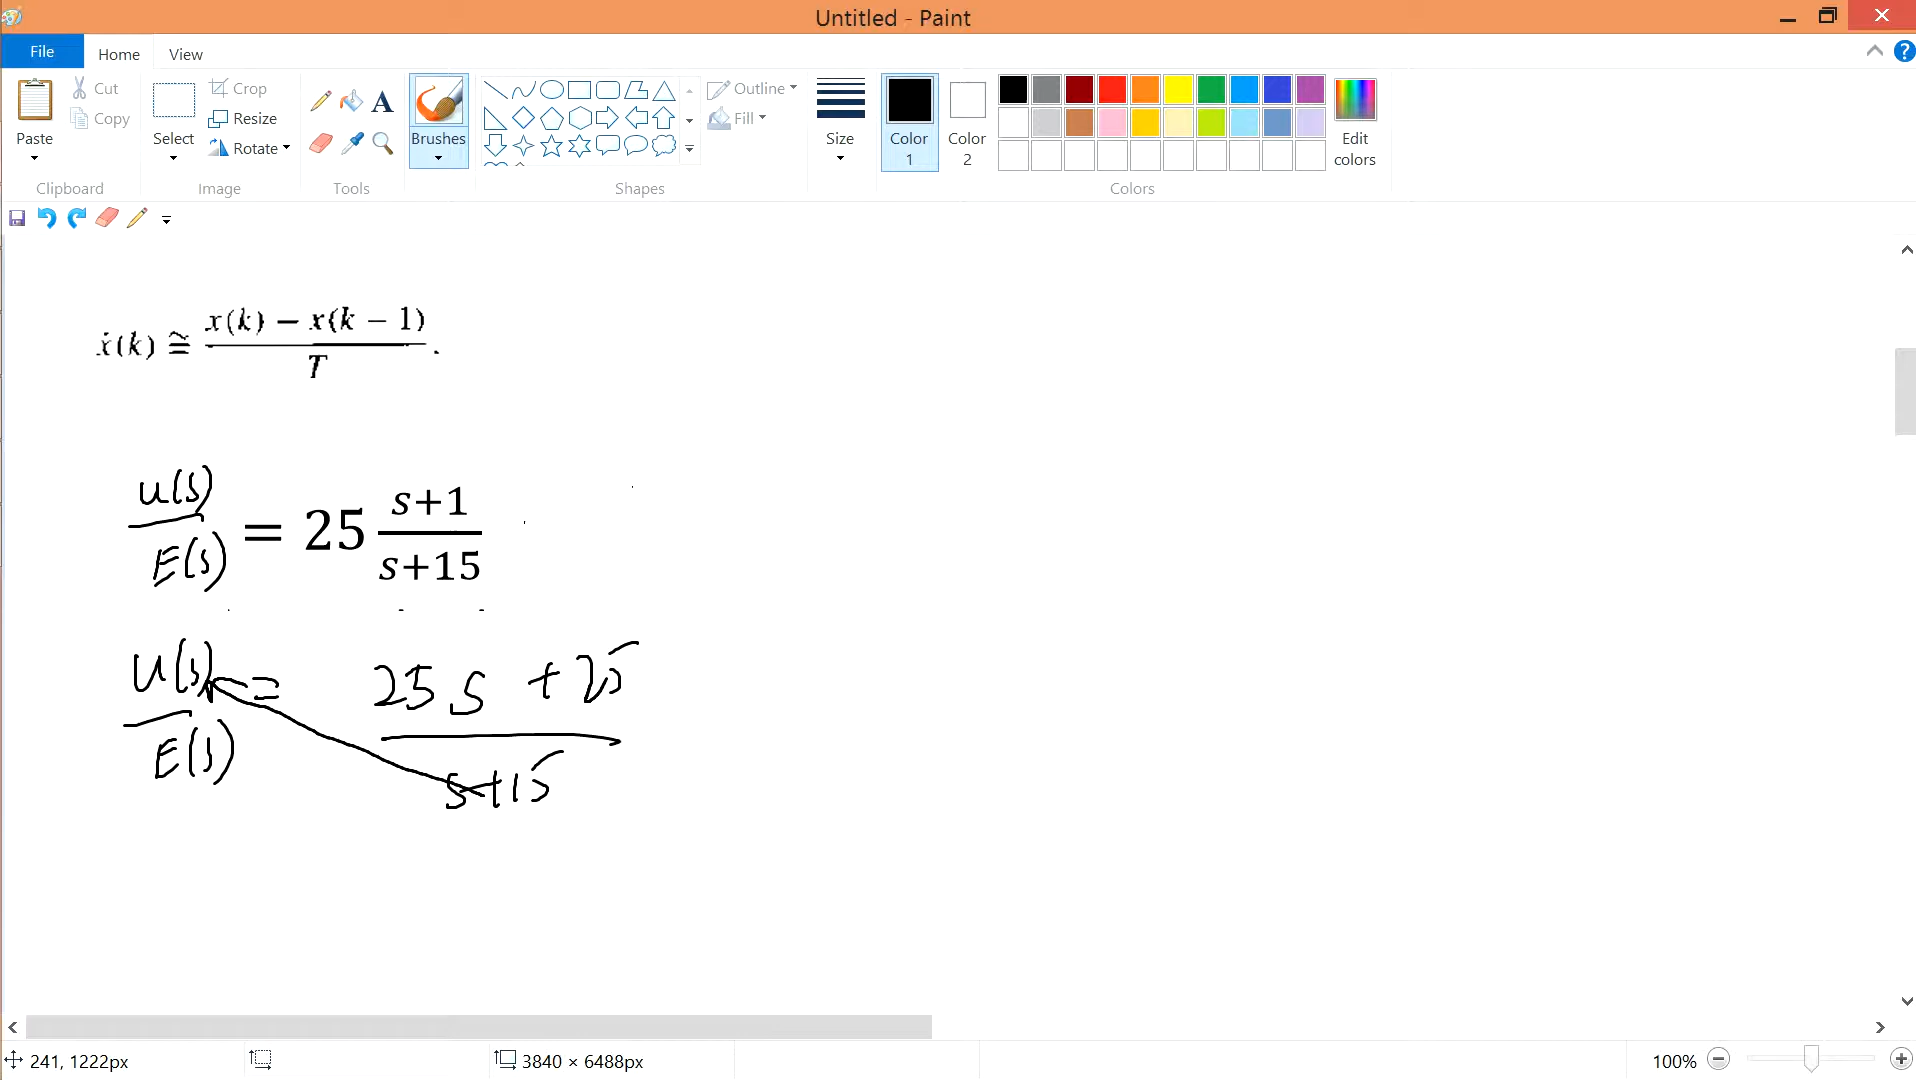 Untitled - Paint
File Home View
Paste Cut Copy Clipboard
Select Crop Resize Rotate Image
A Tools
Brushes
Outline Fill Shapes
Size
Color 1 Color 2
Edit colors Colors
ẋ(k) ≅ x(k) − x(k − 1) / T .
U(s) / E(s) = 25 s+1 / s+15
U(s) / E(s) = 25 s + 25 / s+15
241, 1222px 3840 × 6488px 100%